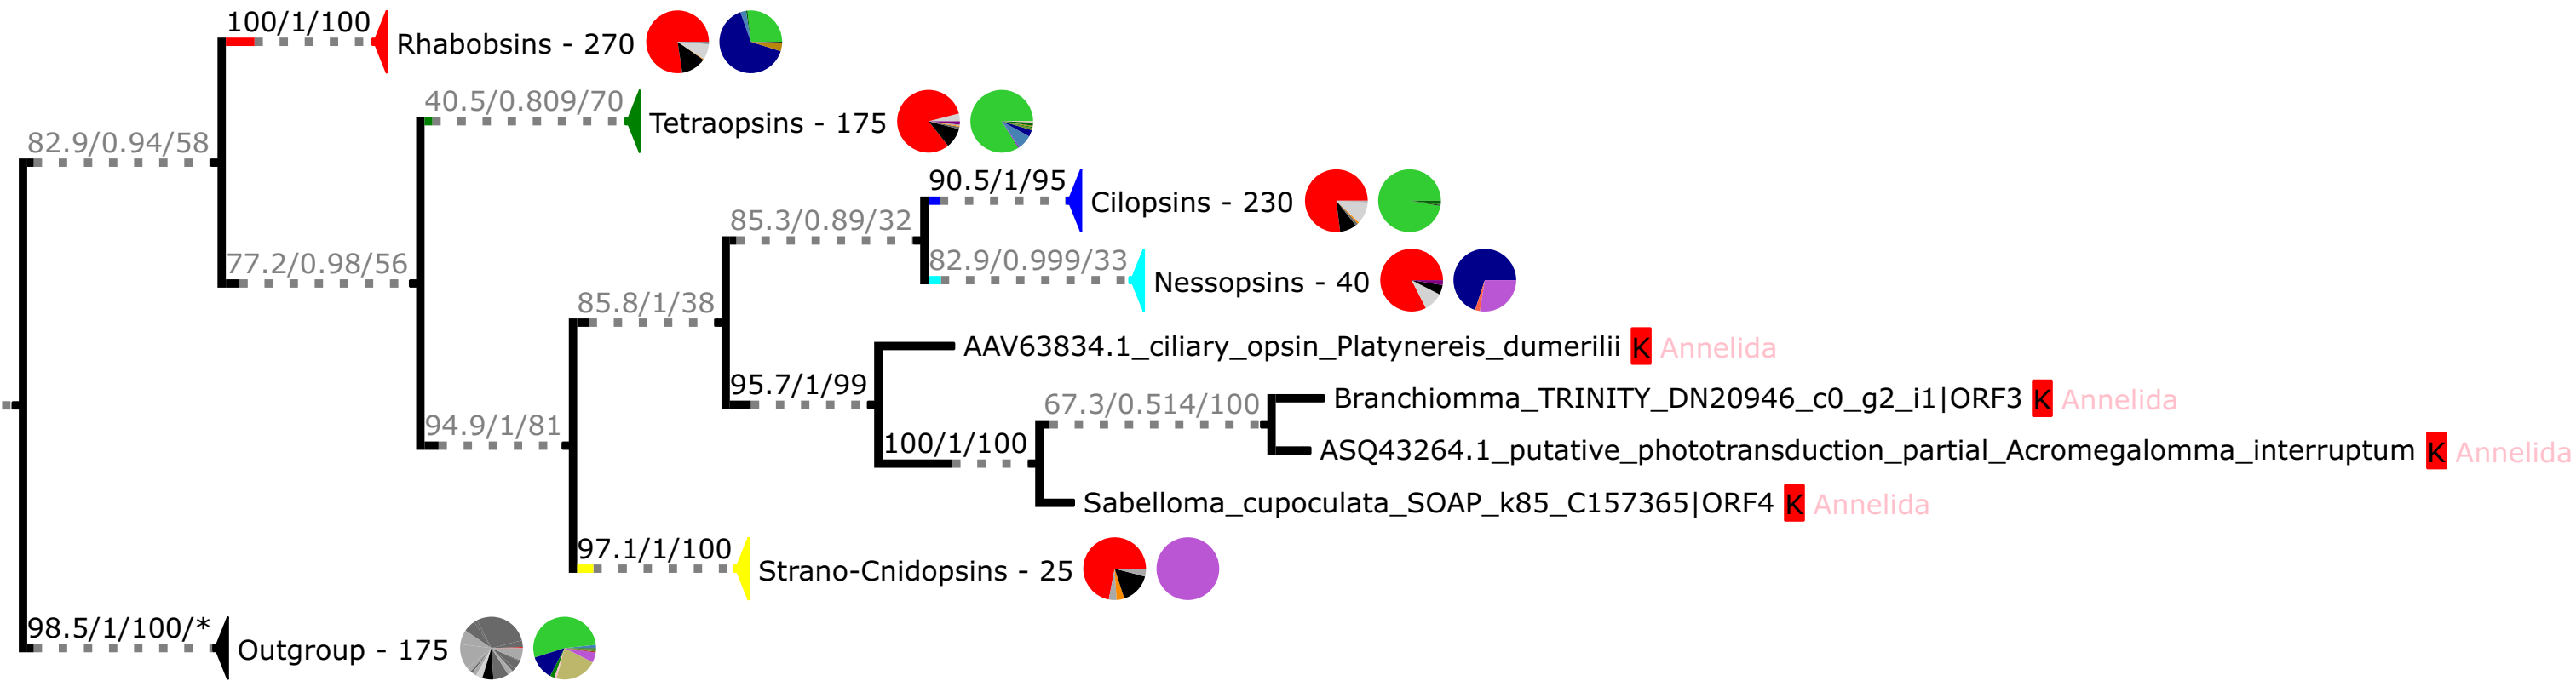 100/1/100
Rhabobsins - 270
40.5/0.809/70
Tetraopsins - 175
82.9/0.94/58
90.5/1/95
Cilopsins - 230
85.3/0.89/32
77.2/0.98/56
82.9/0.999/33
Nessopsins - 40
85.8/1/38
AAV63834.1_ciliary_opsin_Platynereis_dumerilii K Annelida
95.7/1/99
Branchiomma_TRINITY_DN20946_c0_g2_i1|ORF3 K Annelida
67.3/0.514/100
94.9/1/81
100/1/100
ASQ43264.1_putative_phototransduction_partial_Acromegalomma_interruptum K Annelida
Sabelloma_cupoculata_SOAP_k85_C157365|ORF4 K Annelida
97.1/1/100
Strano-Cnidopsins - 25
98.5/1/100/*
Outgroup - 175